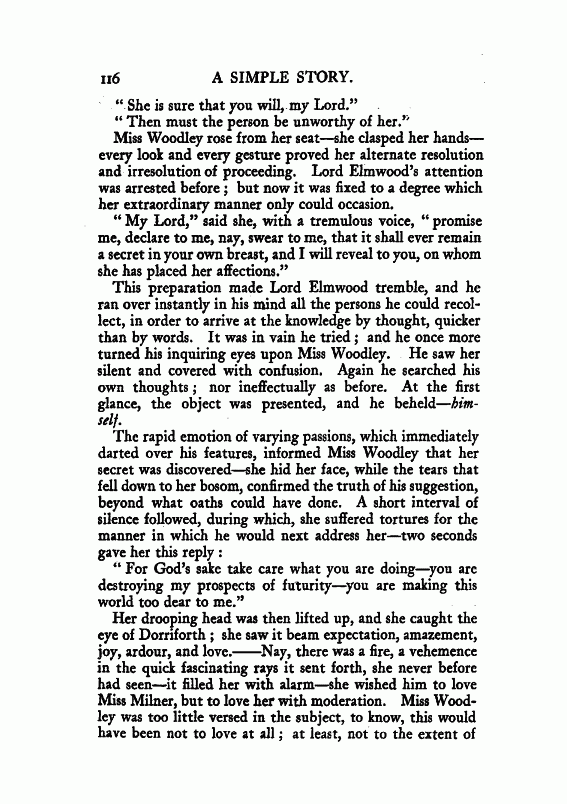 116 A SIMPLE STORY.
" She is sure that you will, my Lord."
" Then must the person be unworthy of her."
Miss Woodley rose from her seat—she clasped her hands—
every look and every gesture proved her alternate resolution
and irresolution of proceeding. Lord Elmwood's attention
was arrested before ; but now it was fixed to a degree which
her extraordinary manner only could occasion.
" My Lord," said she, with a tremulous voice, " promise
me, declare to me, nay, swear to me, that it shall ever remain
a secret in your own breast, and I will reveal to you, on whom
she has placed her affections."
This preparation made Lord Elmwood tremble, and he
ran over instantly in his mind all the persons he could recol-
lect, in order to arrive at the knowledge by thought, quicker
than by words. It was in vain he tried ; and he once more
turned his inquiring eyes upon Miss Woodley. He saw her
silent and covered with confusion. Again he searched his
own thoughts ; nor ineffectually as before. At the first
glance, the object was presented, and he beheld—him-
self.
The rapid emotion of varying passions, which immediately
darted over his features, informed Miss Woodley that her
secret was discovered—she hid her face, while the tears that
fell down to her bosom, confirmed the truth of his suggestion,
beyond what oaths could have done. A short interval of
silence followed, during which, she suffered tortures for the
manner in which he would next address her—two seconds
gave her this reply :
" For God's sake take care what you are doing—you are
destroying my prospects of futurity—you are making this
world too dear to me."
Her drooping head was then lifted up, and she caught the
eye of Dorriforth ; she saw it beam expectation, amazement,
joy, ardour, and love.——Nay, there was a fire, a vehemence
in the quick fascinating rays it sent forth, she never before
had seen—it filled her with alarm—she wished him to love
Miss Milner, but to love her with moderation. Miss Wood-
ley was too little versed in the subject, to know, this would
have been not to love at all ; at least, not to the extent of